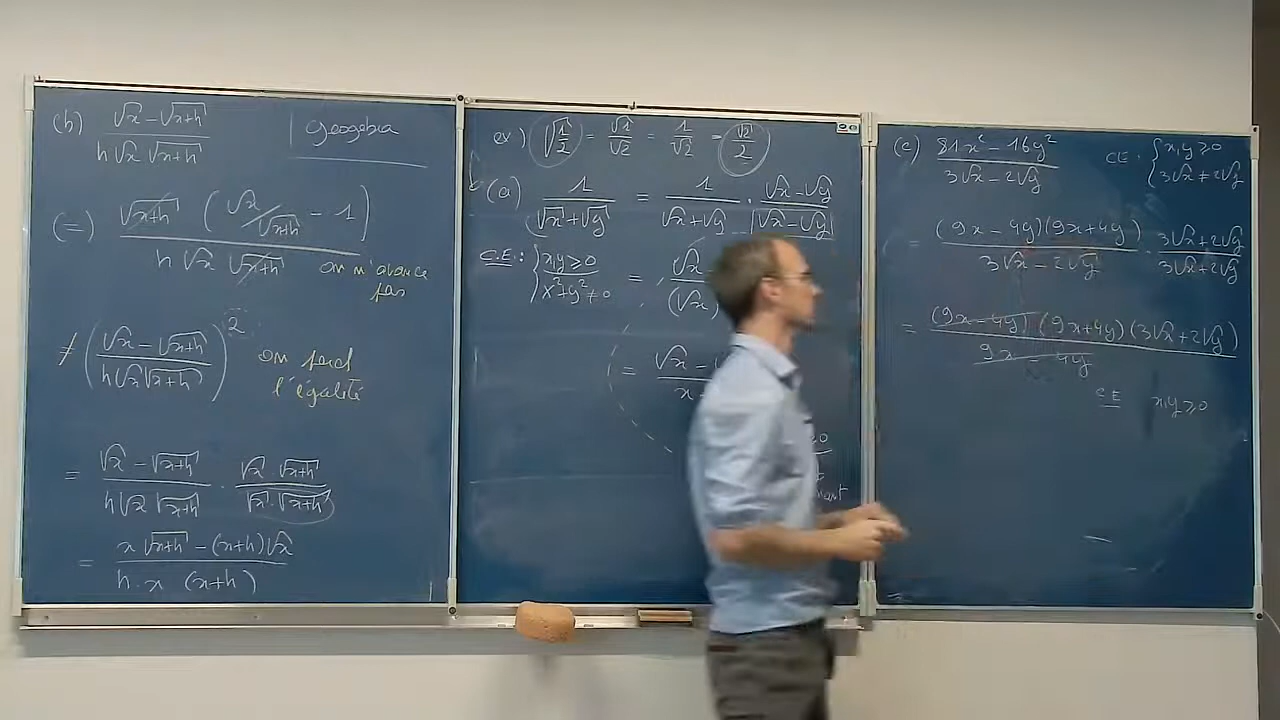 (b) √x - √(x+h) / h√x √(x+h)
geogebra
(=) √(x+h) ( √x / √(x+h) - 1 ) / h √x √(x+h)
on n'avance
pas
≠ ( √x - √(x+h) / h√x√(x+h) )²
on perd
l'égalité
= √x - √(x+h) / h√x √(x+h) · √x · √(x+h) / √x · √(x+h)
= x √(x+h) - (x+h)√x / h · x (x+h)
ex) √(1/2) = √1 / √2 = 1 / √2 = √2 / 2
(a) 1 / √x + √y = 1 / √x + √y · √x - √y / √x - √y
C.E.: { x,y ≥ 0
x² + y² ≠ 0
= √x
(√x)
= √x -
x -
(c) 81x² - 16y² / 3√x - 2√y
CE: { x,y ≥ 0
3√x ≠ 2√y
= (9x - 4y)(9x + 4y) / 3√x - 2√y · 3√x + 2√y / 3√x + 2√y
= (9x - 4y)(9x + 4y)(3√x + 2√y) / 9x - 4y
CE x,y ≥ 0